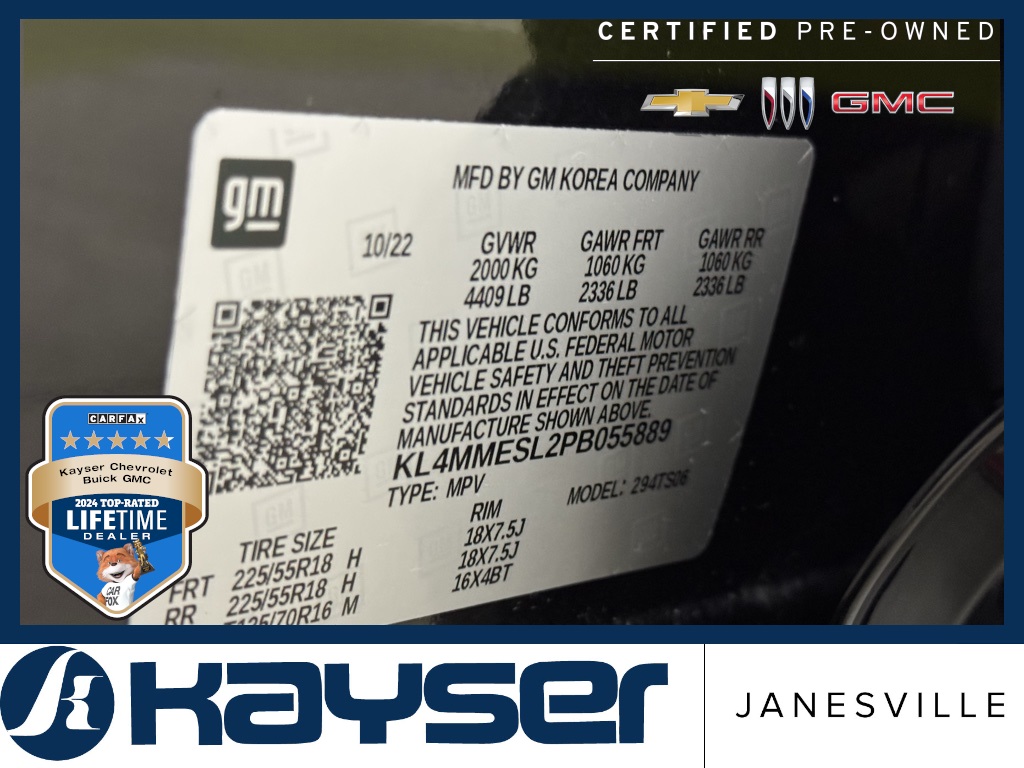 CERTIFIED PRE-OWNED
GMC
gm
MFD BY GM KOREA COMPANY
10/22 GVWR GAWR FRT GAWR RR
2000 KG 1060 KG 1060 KG
4409 LB 2336 LB 2336 LB
THIS VEHICLE CONFORMS TO ALL
APPLICABLE U.S. FEDERAL MOTOR
VEHICLE SAFETY AND THEFT PREVENTION
STANDARDS IN EFFECT ON THE DATE OF
MANUFACTURE SHOWN ABOVE.
KL4MMESL2PB055889
TYPE: MPV MODEL: 294TS06
TIRE SIZE RIM
FRT 225/55R18 H 18X7.5J
RR 225/55R18 H 18X7.5J
T135/70R16 M 16X4BT
CARFAX
Kayser Chevrolet
Buick GMC
2024 TOP-RATED
LIFETIME
DEALER
CAR
FOX
KAYSER
JANESVILLE